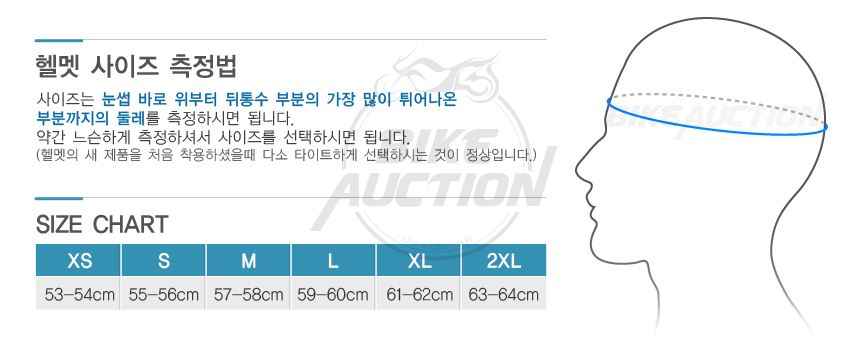 헬멧 사이즈 측정법
사이즈는 눈썹 바로 위부터 뒤통수 부분의 가장 많이 튀어나온
부분까지의 둘레를 측정하시면 됩니다.
약간 느슨하게 측정하셔서 사이즈를 선택하시면 됩니다.
(헬멧의 새 제품을 처음 착용하셨을때 다소 타이트하게 선택하시는 것이 정상입니다.)
BIKE
AUCTION
BIKE AUCTION
SIZE CHART
XS S M L XL 2XL
53-54cm 55-56cm 57-58cm 59-60cm 61-62cm 63-64cm